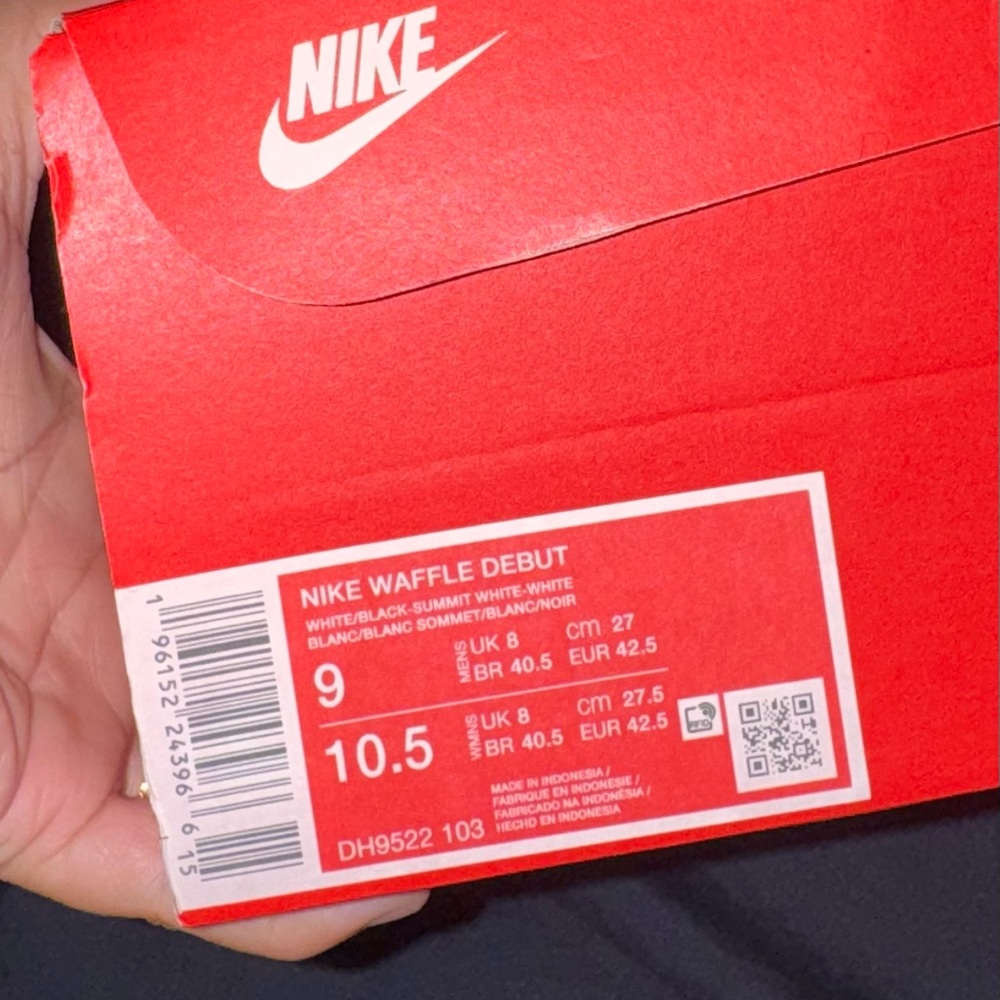 NIKE
NIKE WAFFLE DEBUT
WHITE/BLACK-SUMMIT WHITE-WHITE
BLANC/BLANC SOMMET/BLANC/NOIR
9
MENS
UK 8 cm 27
BR 40.5 EUR 42.5
10.5
WMNS
UK 8 cm 27.5
BR 40.5 EUR 42.5
RFID
MADE IN INDONESIA /
FABRIQUE EN INDONESIE /
FABRICADO NA INDONÉSIA /
HECHO EN INDONESIA
DH9522 103
1 96152 24396 6 15